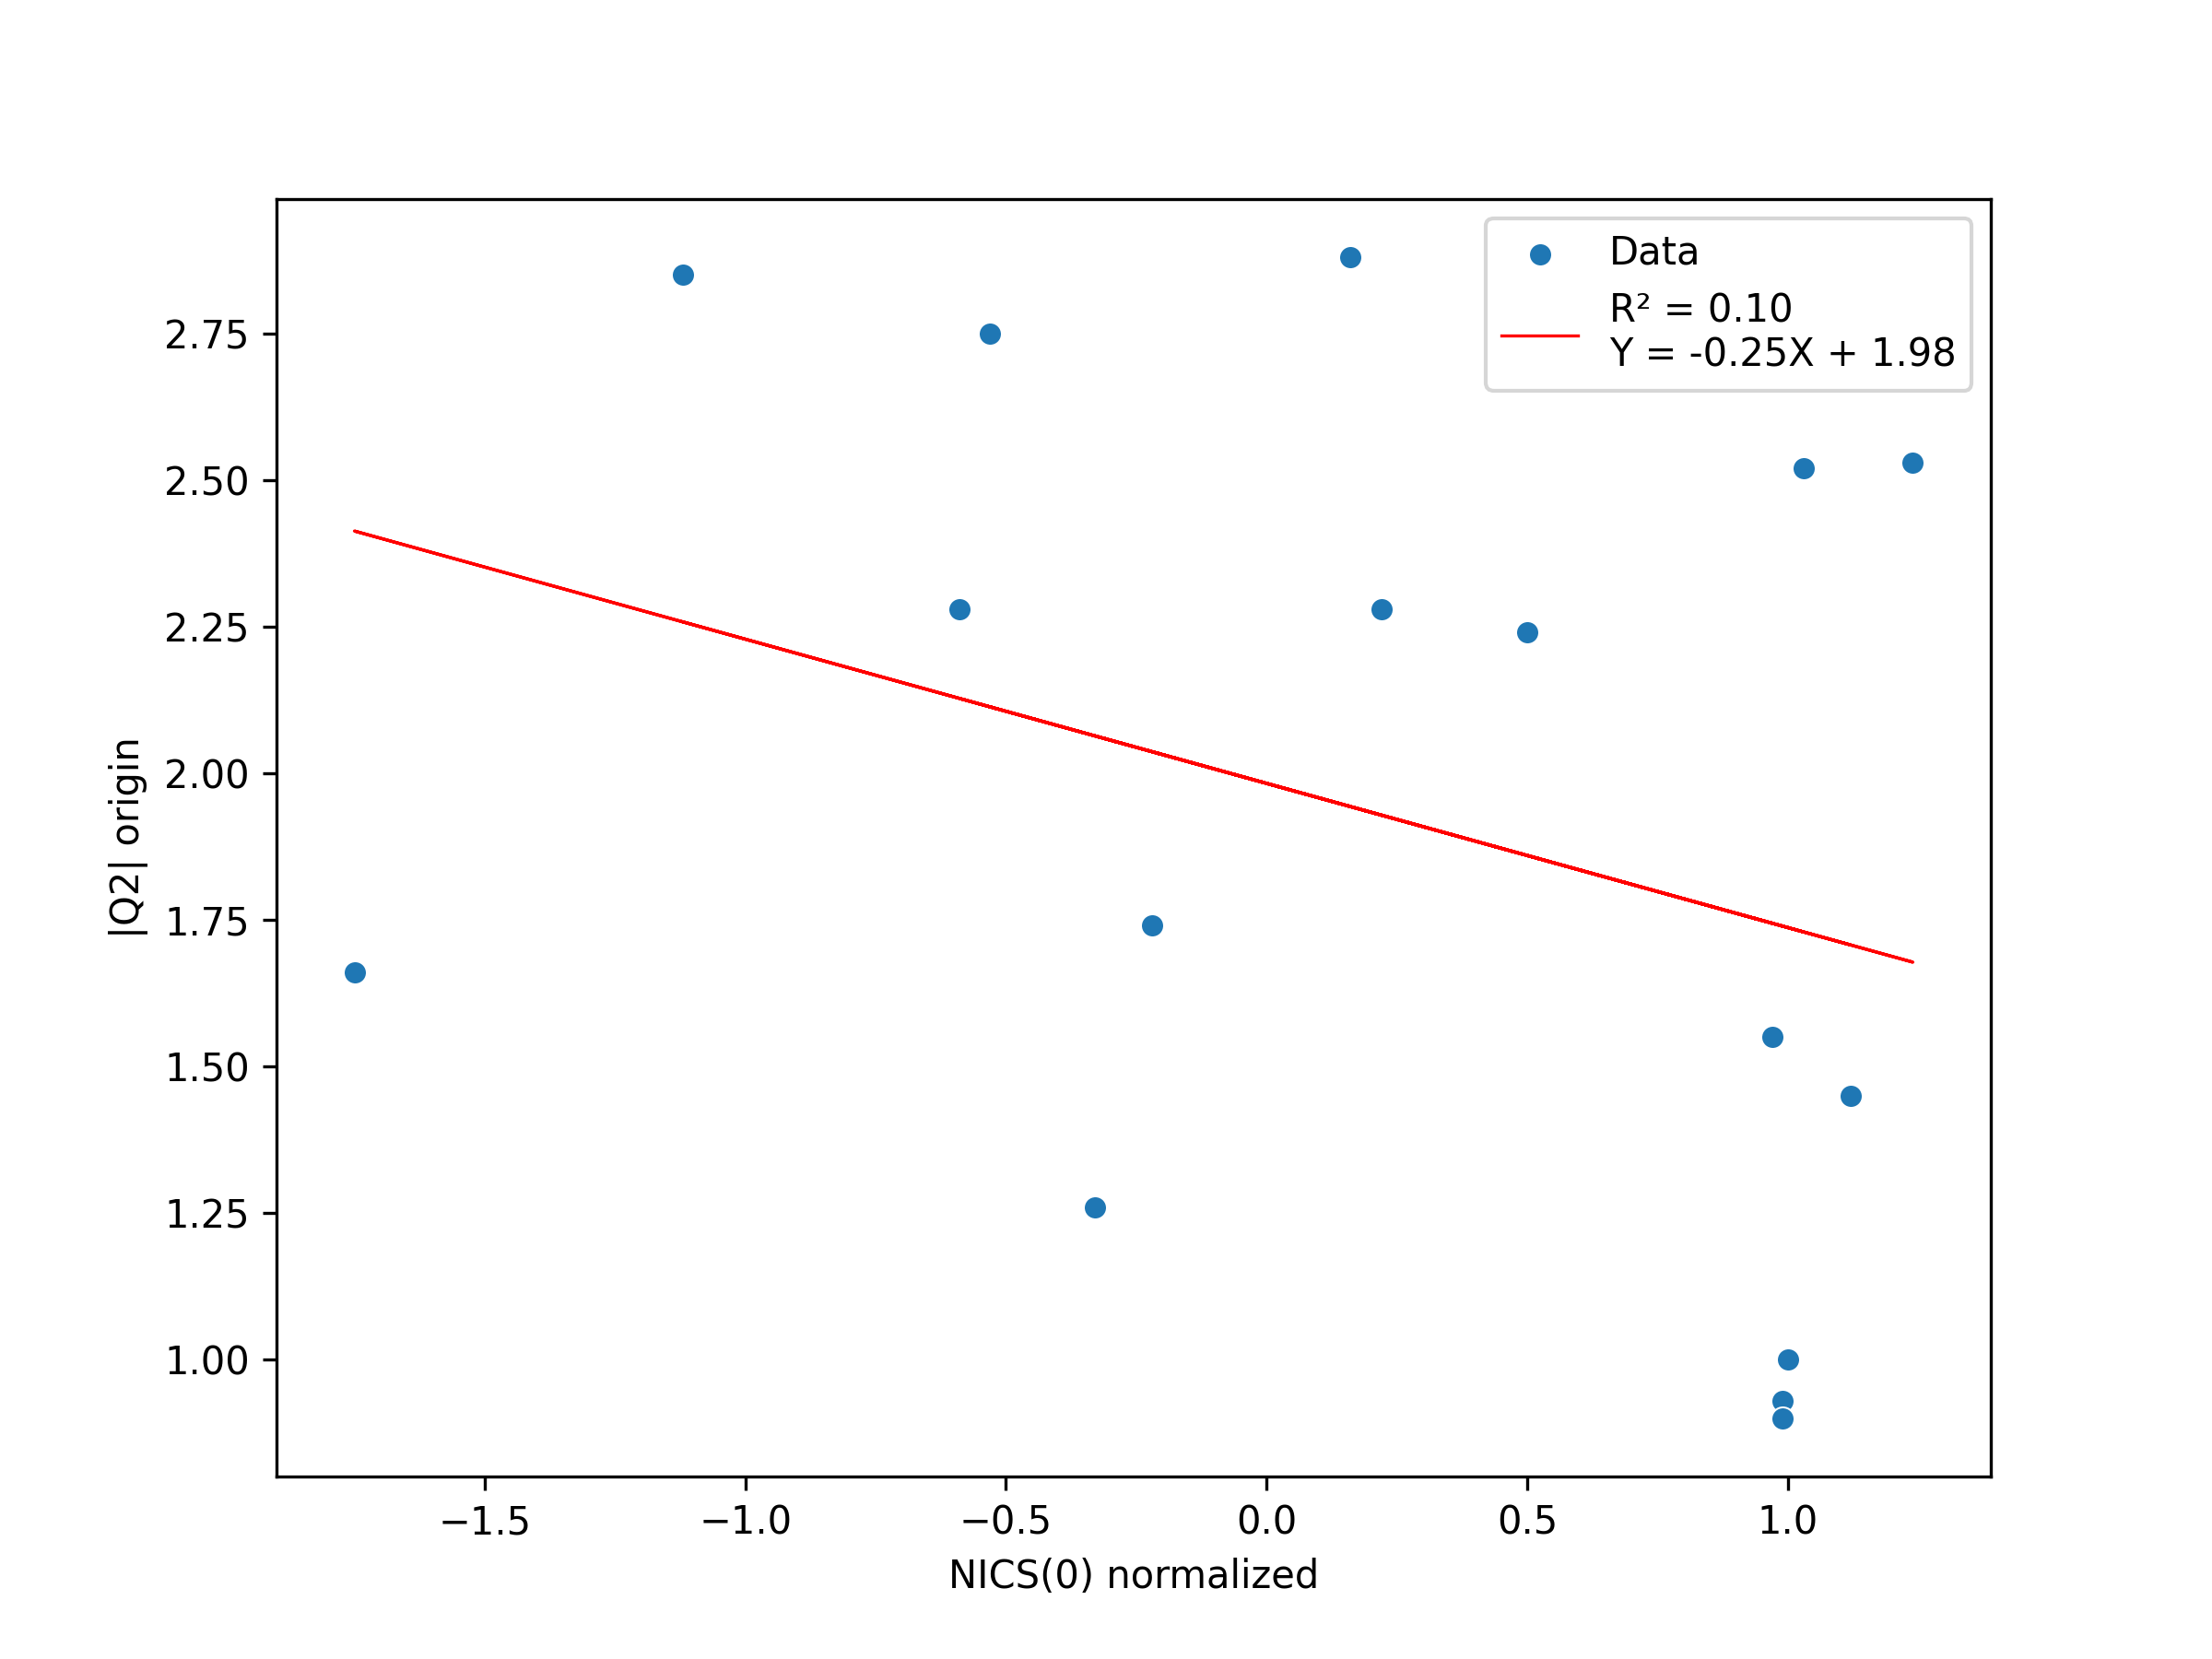 Data
R² = 0.10
Y = -0.25X + 1.98
2.75
2.50
2.25
2.00
1.75
1.50
1.25
1.00
|Q2| origin
−1.5 −1.0 −0.5 0.0 0.5 1.0
NICS(0) normalized